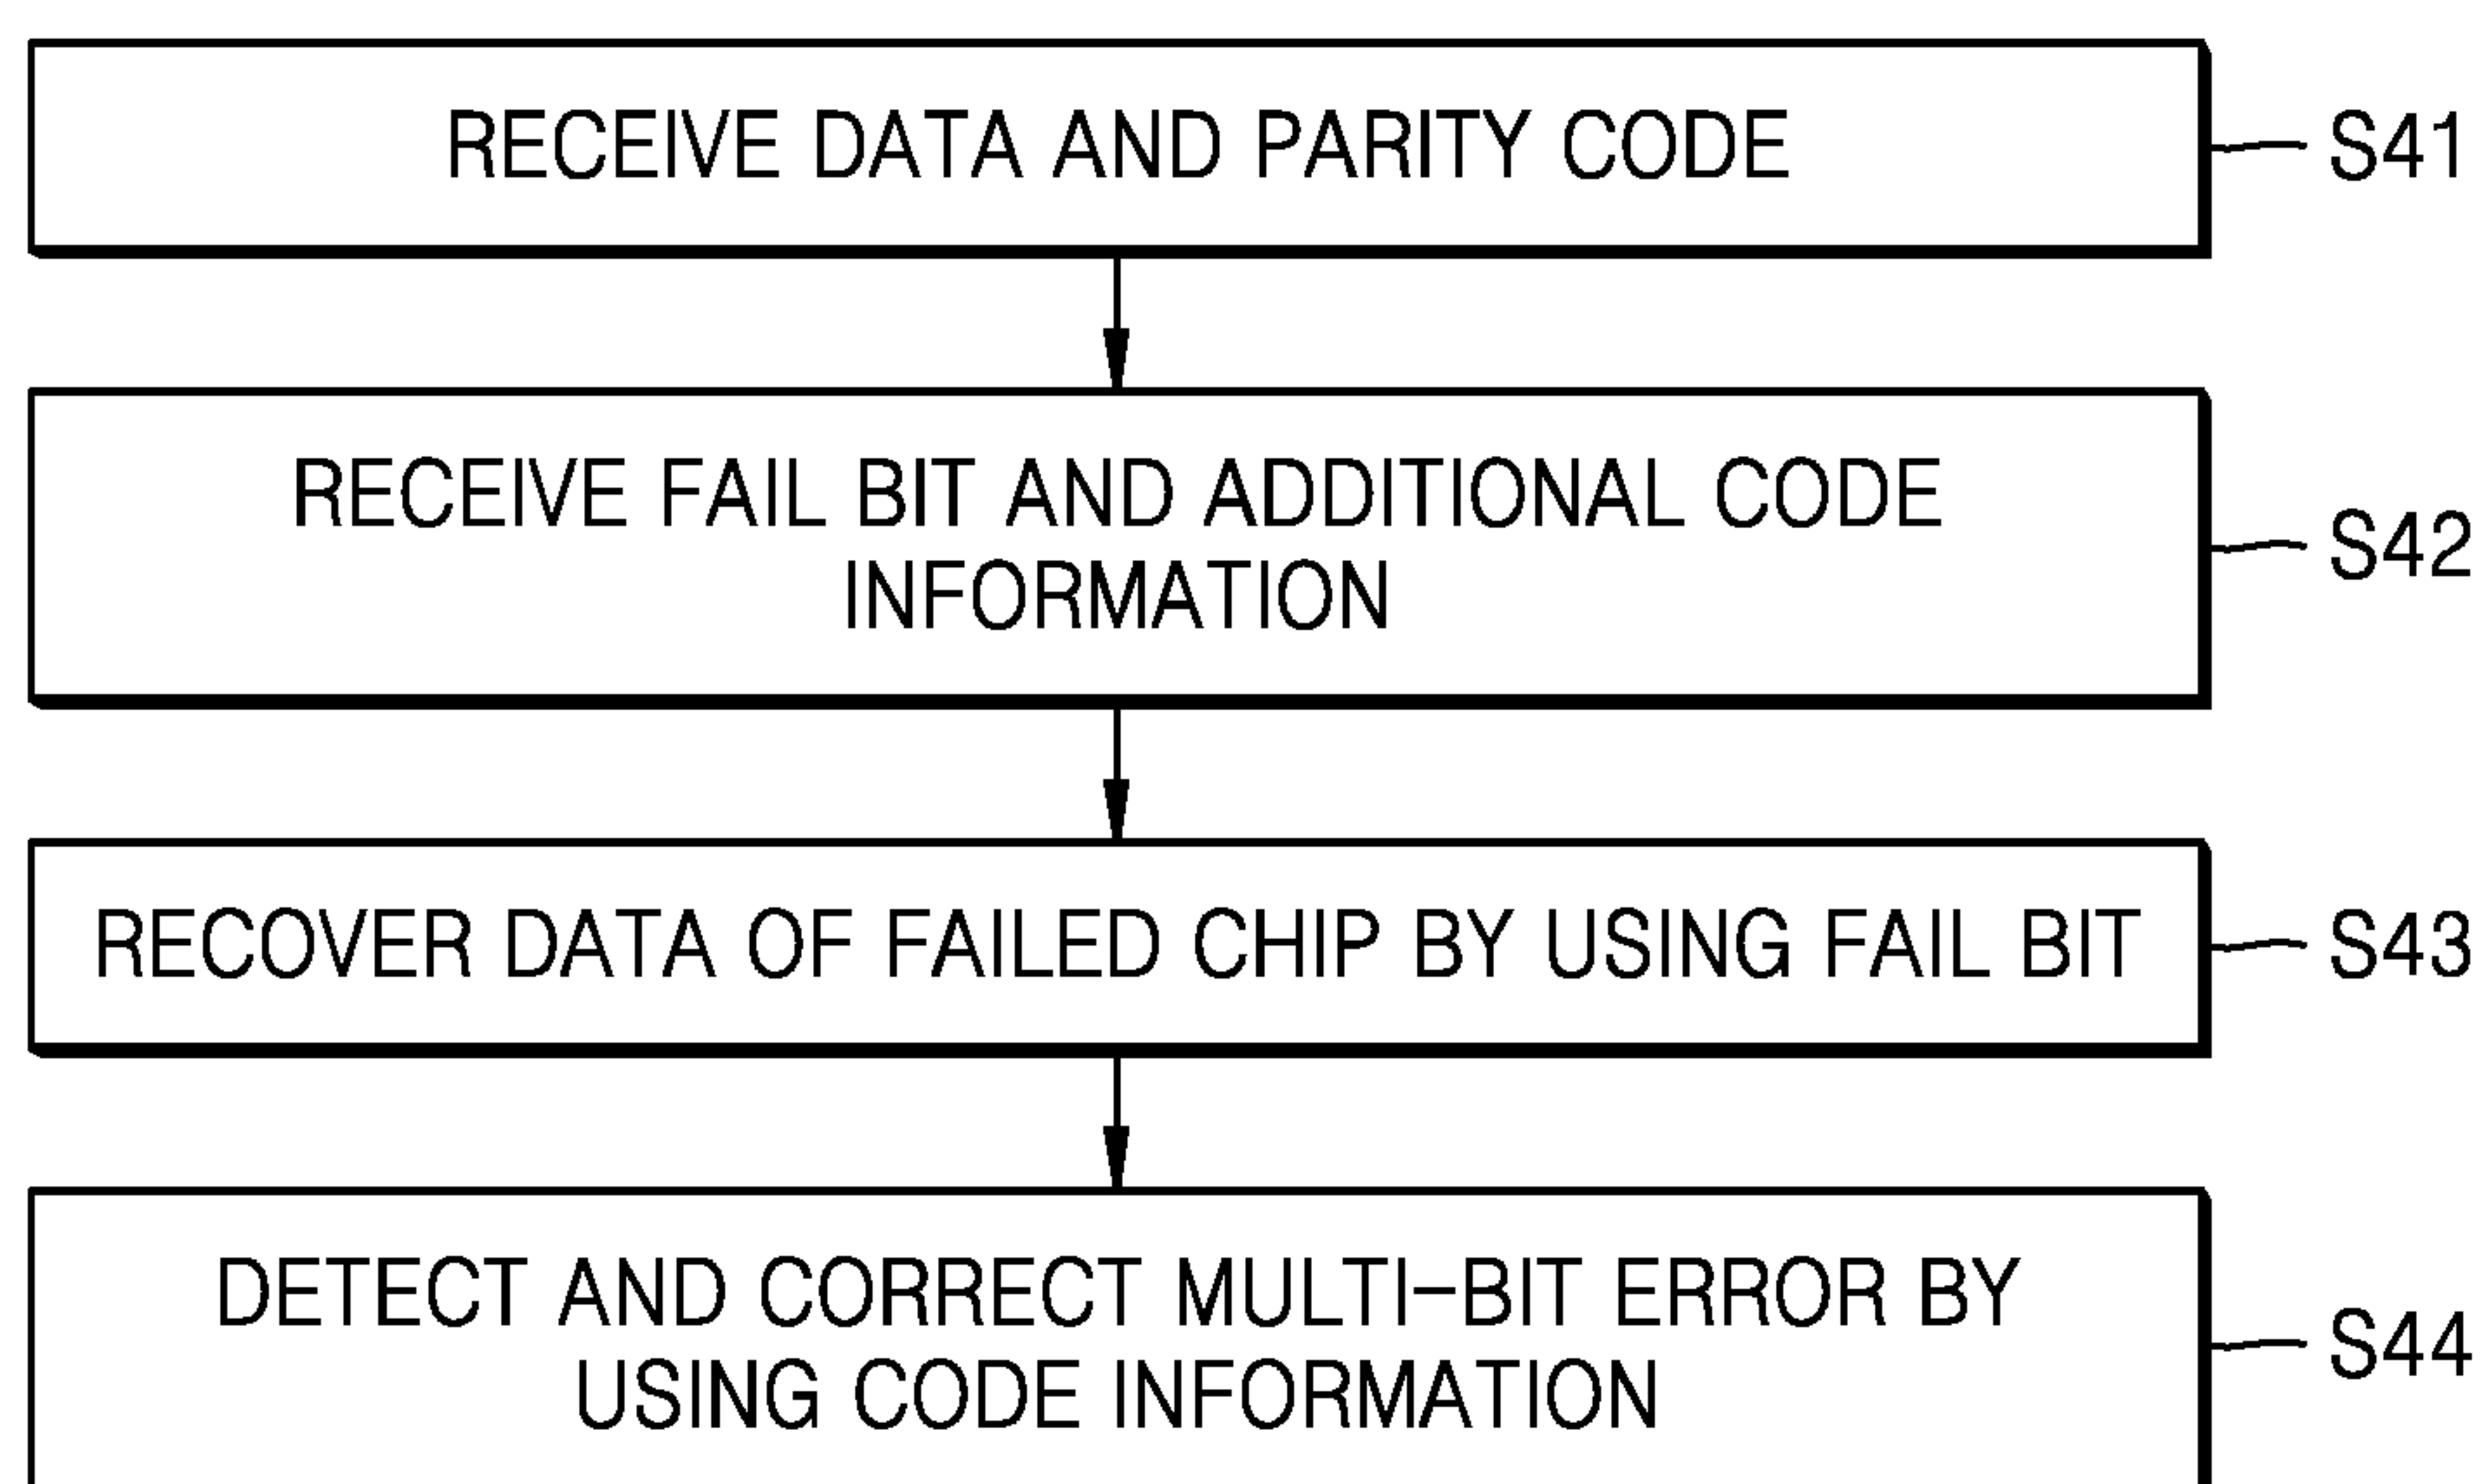 RECEIVE DATA AND PARITY CODE
S41
RECEIVE FAIL BIT AND ADDITIONAL CODE
INFORMATION
S42
RECOVER DATA OF FAILED CHIP BY USING FAIL BIT
S43
DETECT AND CORRECT MULTI-BIT ERROR BY
USING CODE INFORMATION
S44